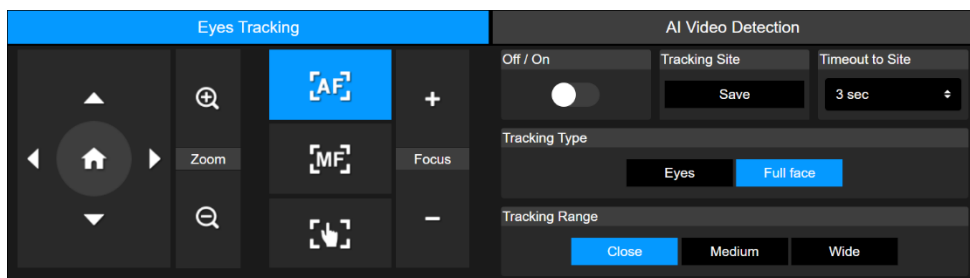 Eyes Tracking
AI Video Detection
Off / On
Tracking Site
Timeout to Site
[AF]
Save
3 sec
Tracking Type
Zoom
[MF]
Focus
Eyes
Full face
Tracking Range
Close
Medium
Wide